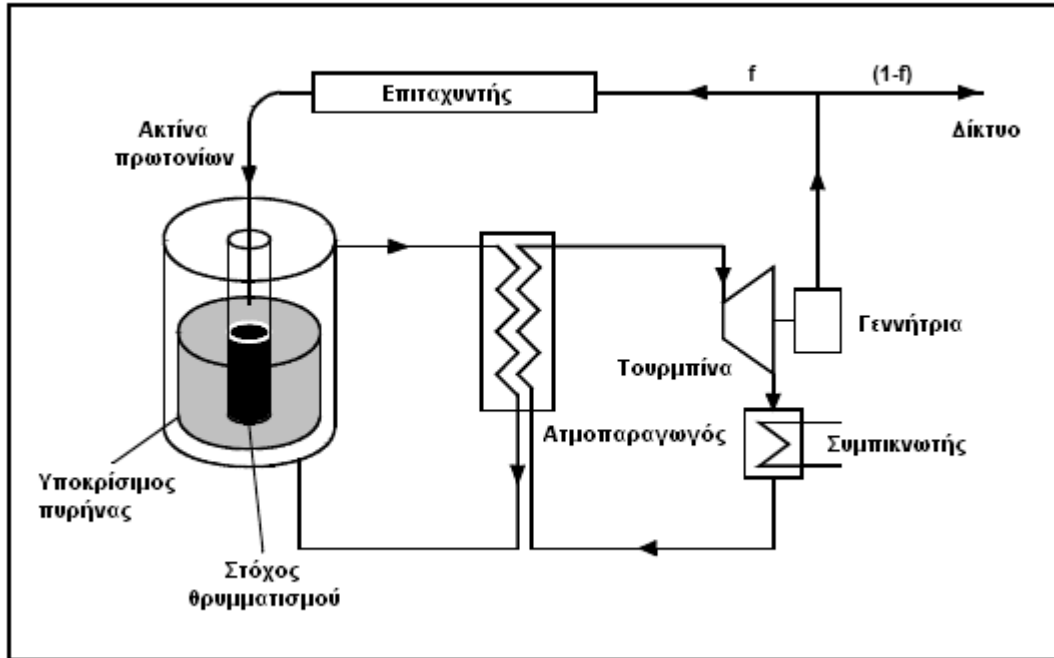 f
(1-f)
Επιταχυντής
Δίκτυο
Ακτίνα
πρωτονίων
Γεννήτρια
Τουρμπίνα
Ατμοπαραγωγός
Συμπικνωτής
Υποκρίσιμος
πυρήνας
Στόχος
θρυμματισμού